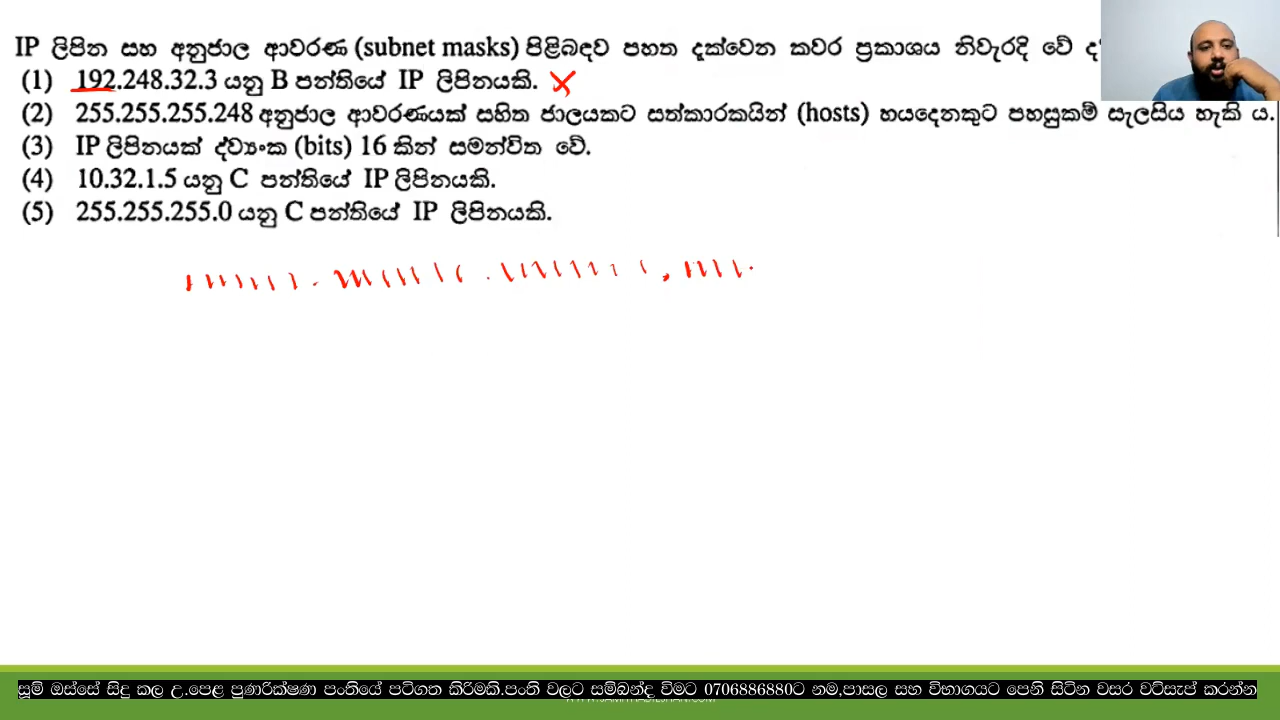 IP ලිපින සහ අනුජාල ආවරණ (subnet masks) පිළිබඳව පහත දැක්වෙන කවර ප්‍රකාශය නිවැරදි වේ ද
(1) 192.248.32.3 යනු B පන්තියේ IP ලිපිනයකි. X
(2) 255.255.255.248 අනුජාල ආවරණයක් සහිත ජාලයකට සත්කාරකයින් (hosts) හයදෙනකුට පහසුකම් සැලසිය හැකි ය.
(3) IP ලිපිනයක් ද්ව්‍යංක (bits) 16 කින් සමන්විත වේ.
(4) 10.32.1.5 යනු C පන්තියේ IP ලිපිනයකි.
(5) 255.255.255.0 යනු C පන්තියේ IP ලිපිනයකි.
සූම් ඔස්සේ සිදු කල උ.පෙළ පුණරීක්ෂණ පංතියේ පටිගත කිරීමකි.පංති වලට සම්බන්ද වීමට 0706886880ට නම,පාසල සහ විභාගයට පෙනී සිටින වසර වට්සැප් කරන්න